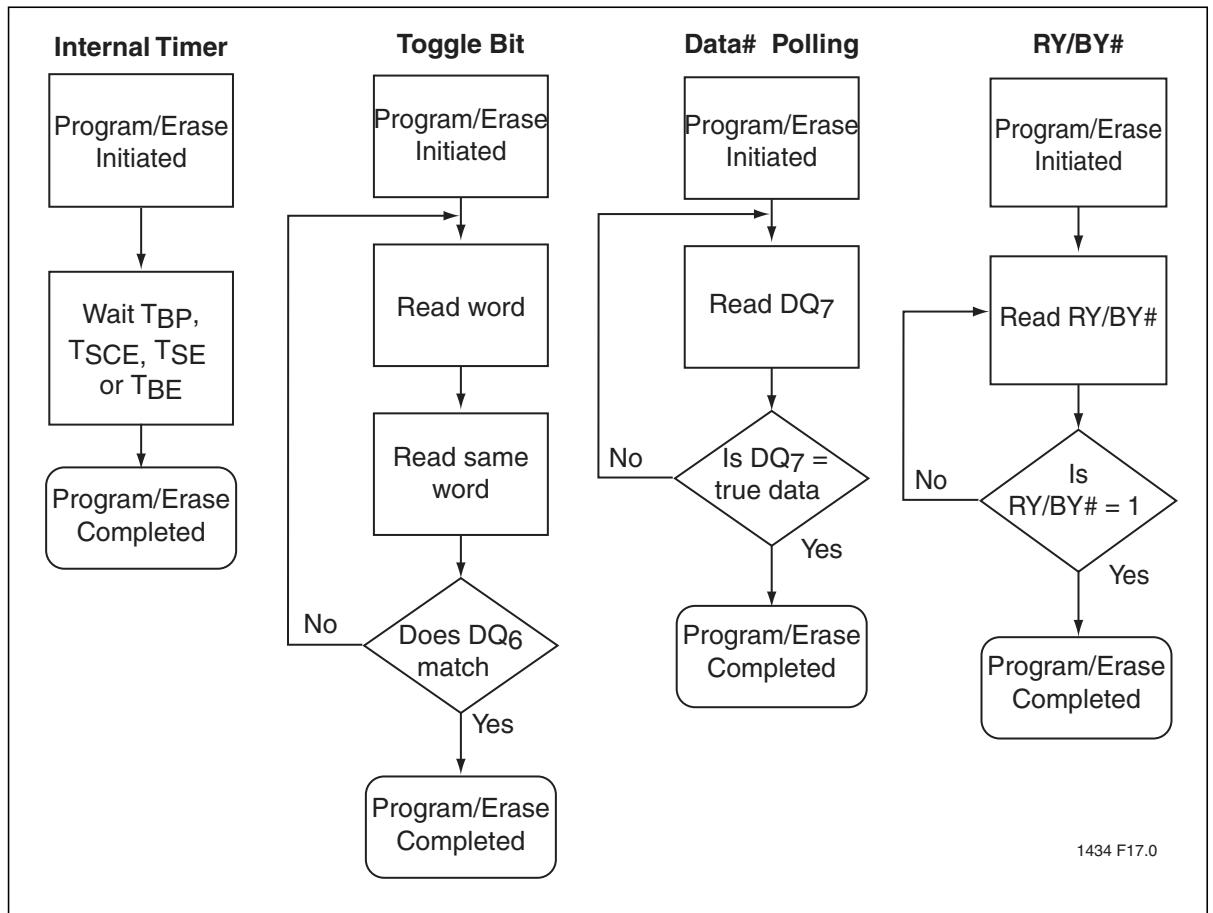 Internal Timer
Program/Erase
Initiated
Wait TBP,
TSCE, TSE
or TBE
Program/Erase
Completed
Toggle Bit
Program/Erase
Initiated
Read word
Read same
word
Does DQ6
match
No
Yes
Program/Erase
Completed
Data# Polling
Program/Erase
Initiated
Read DQ7
Is DQ7 =
true data
No
Yes
Program/Erase
Completed
RY/BY#
Program/Erase
Initiated
Read RY/BY#
Is
RY/BY# = 1
No
Yes
Program/Erase
Completed
1434 F17.0